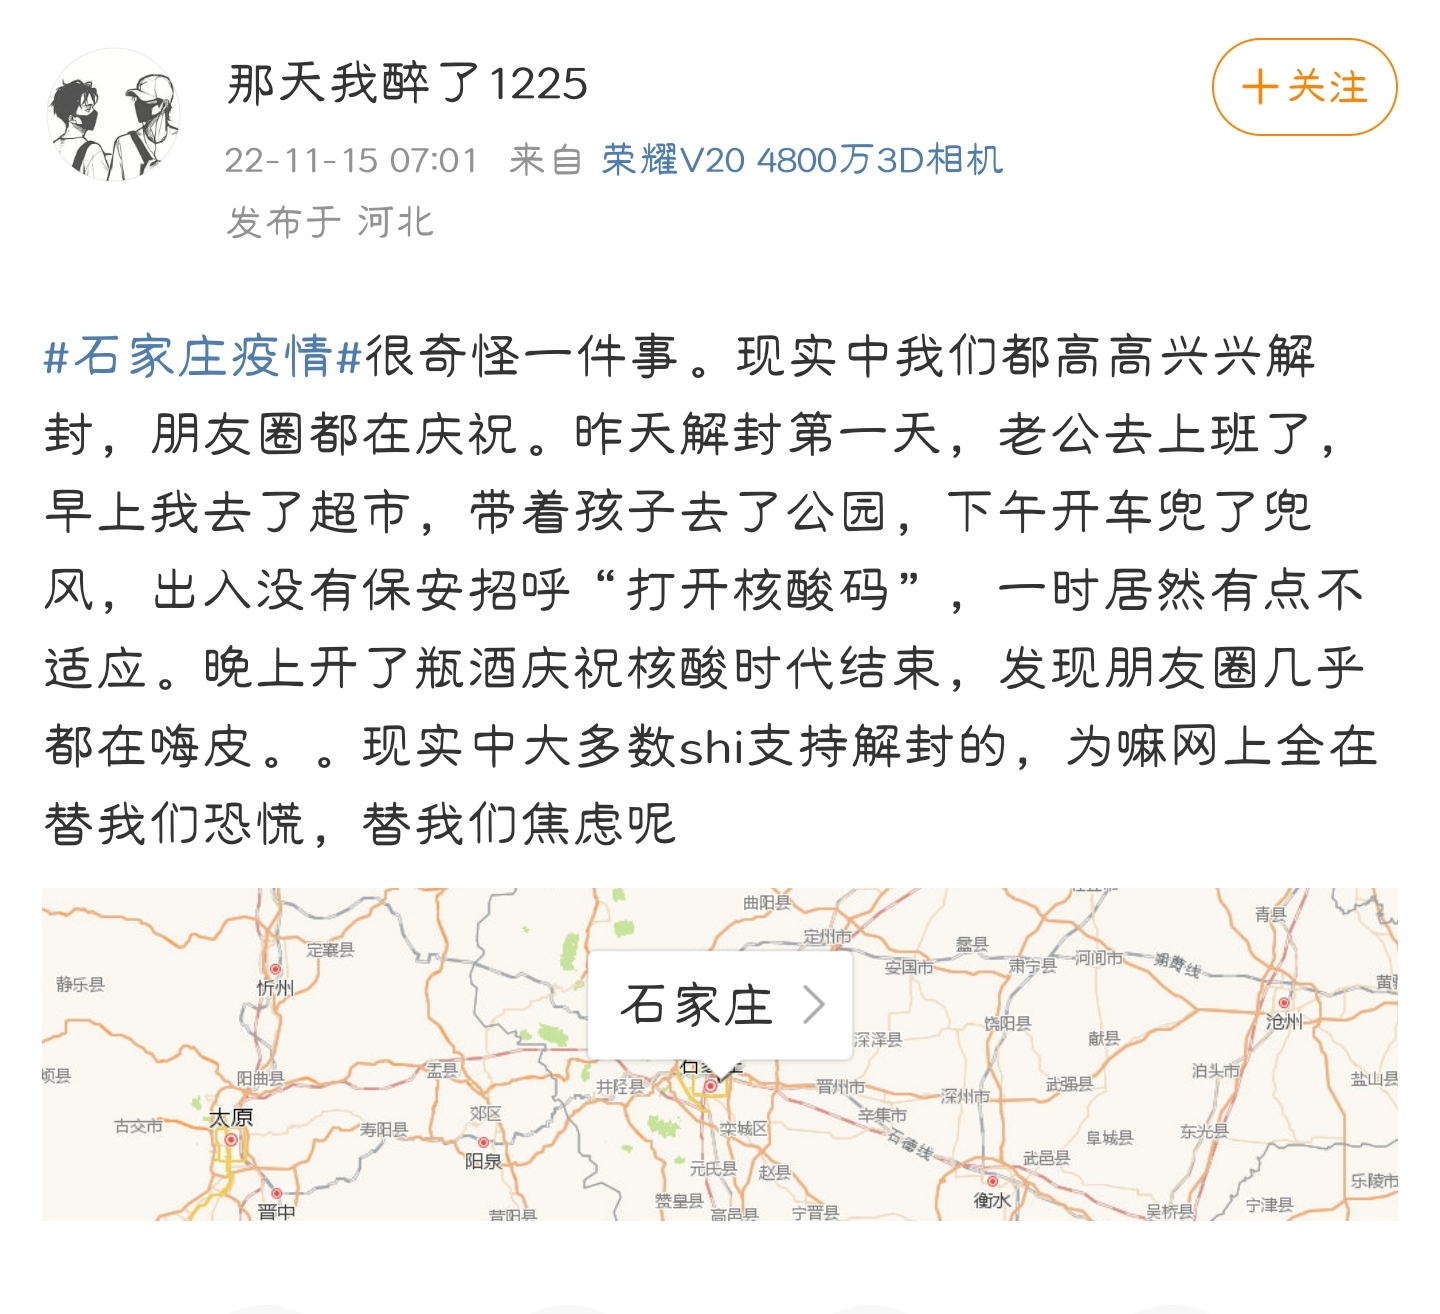 那天我醉了1225
+关注
22-11-15 07:01 来自 荣耀V20 4800万3D相机
发布于 河北
#石家庄疫情#很奇怪一件事。现实中我们都高高兴兴解
封，朋友圈都在庆祝。昨天解封第一天，老公去上班了，
早上我去了超市，带着孩子去了公园，下午开车兜了兜
风，出入没有保安招呼“打开核酸码”，一时居然有点不
适应。晚上开了瓶酒庆祝核酸时代结束，发现朋友圈几乎
都在嗨皮。。现实中大多数shi支持解封的，为嘛网上全在
替我们恐慌，替我们焦虑呢
曲阳县
青县
定州市
定襄县
蠡县
安国市
肃宁县
河间市
朔黄线
静乐县
忻州
石家庄
饶阳县
沧州
深泽县
献县
阳曲县
盂县
井陉县
晋州市
武强县
泊头市
盐山县
深州市
太原
古交市
寿阳县
郊区
辛集市
栾城区
石德线
阜城县
东光县
阳泉
元氏县
赵县
武邑县
乐陵市
晋中
昔阳县
赞皇县
高邑县
宁晋县
衡水
吴桥县
宁津县